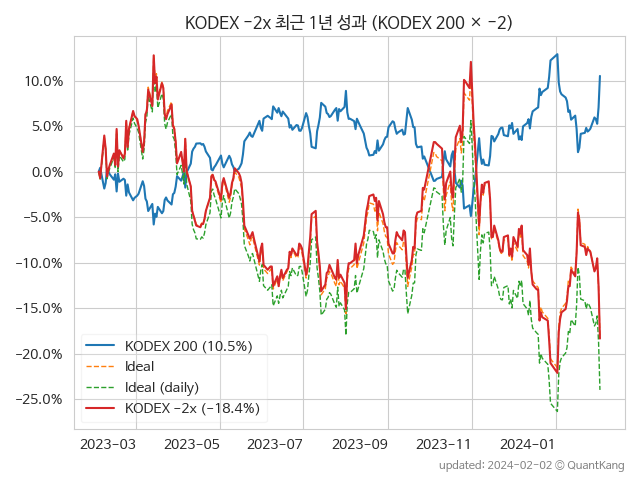 KODEX -2x 최근 1년 성과 (KODEX 200 × -2)
10.0%
5.0%
0.0%
-5.0%
-10.0%
-15.0%
-20.0%
-25.0%
KODEX 200 (10.5%)
Ideal
Ideal (daily)
KODEX -2x (-18.4%)
2023-03 2023-05 2023-07 2023-09 2023-11 2024-01
updated: 2024-02-02 © QuantKang